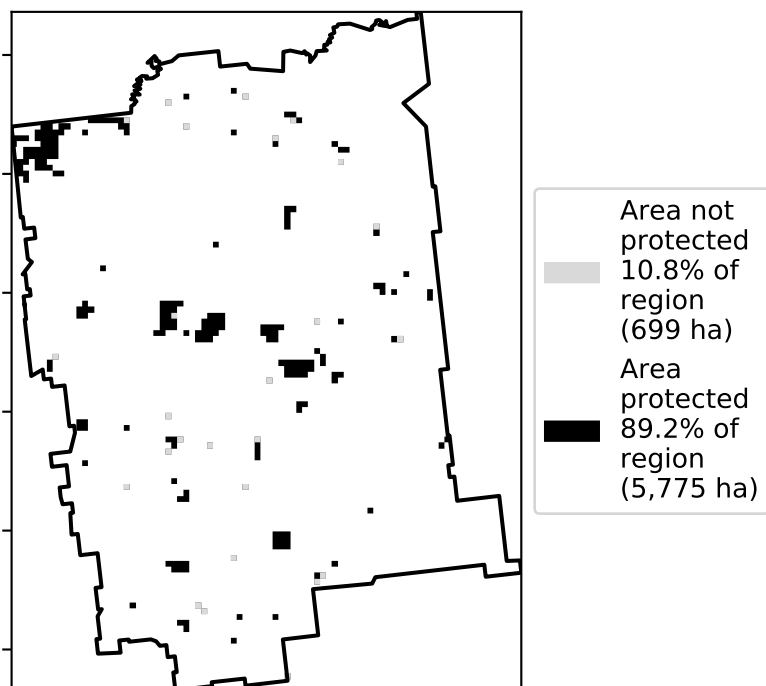 Area not
protected
10.8% of
region
(699 ha)
Area
protected
89.2% of
region
(5,775 ha)